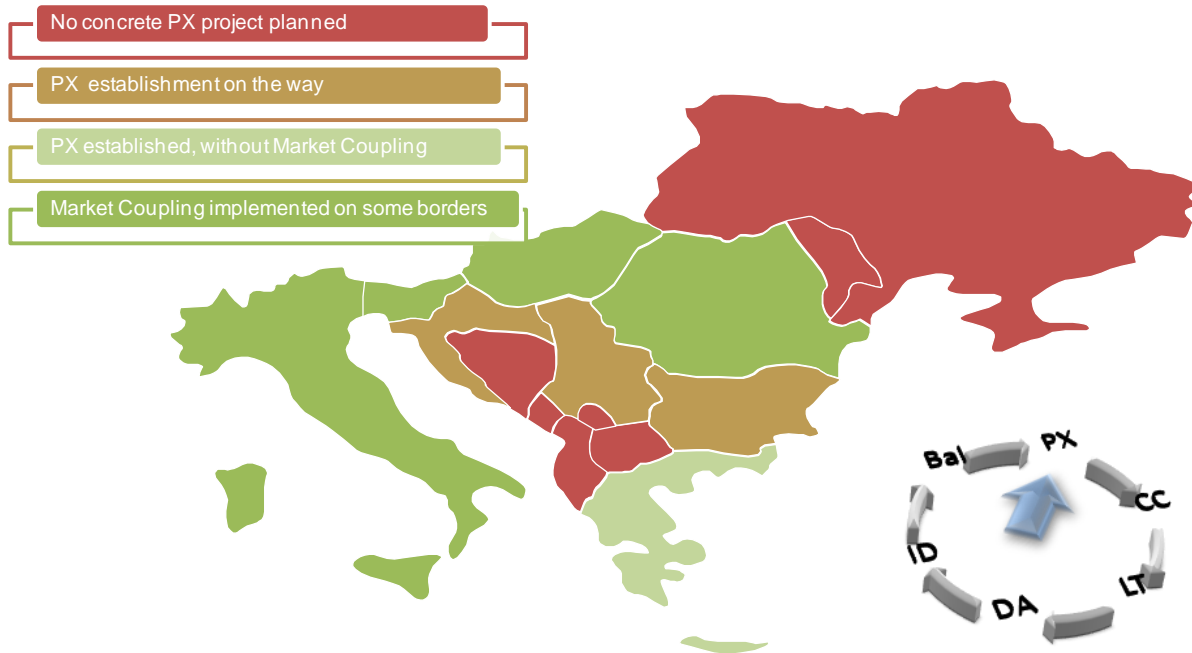 No concrete PX project planned
PX establishment on the way
PX established, without Market Coupling
Market Coupling implemented on some borders
PX
CC
LT
DA
ID
Bal